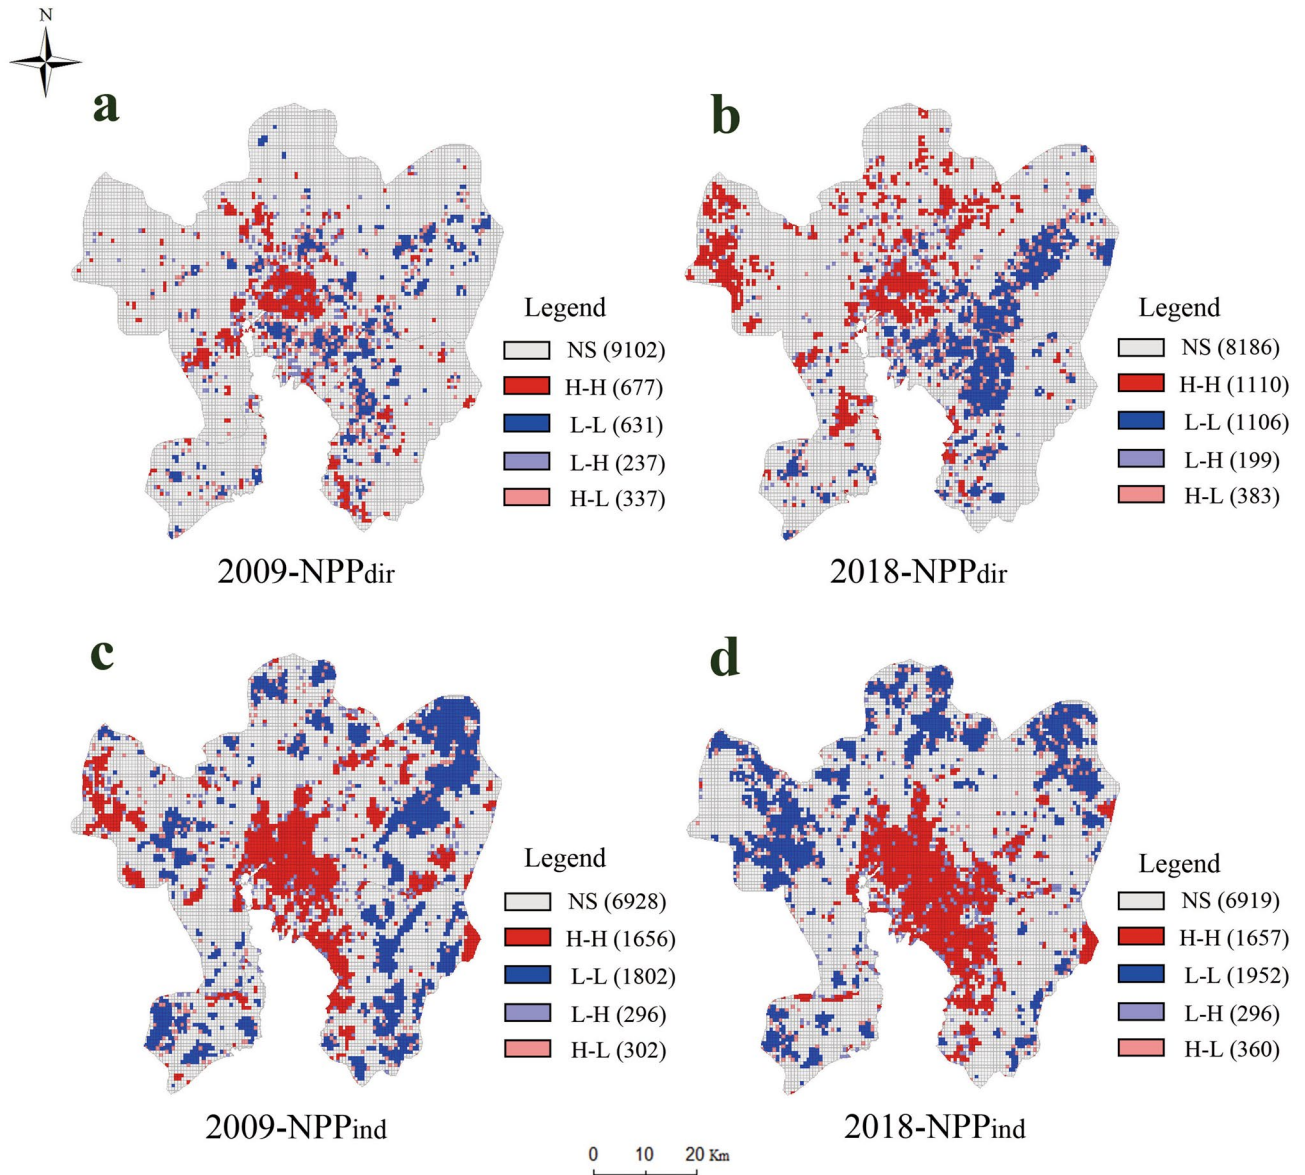 N
a
Legend
NS (9102)
H-H (677)
L-L (631)
L-H (237)
H-L (337)
2009-NPPdir
b
Legend
NS (8186)
H-H (1110)
L-L (1106)
L-H (199)
H-L (383)
2018-NPPdir
c
Legend
NS (6928)
H-H (1656)
L-L (1802)
L-H (296)
H-L (302)
2009-NPPind
d
Legend
NS (6919)
H-H (1657)
L-L (1952)
L-H (296)
H-L (360)
2018-NPPind
0 10 20 Km